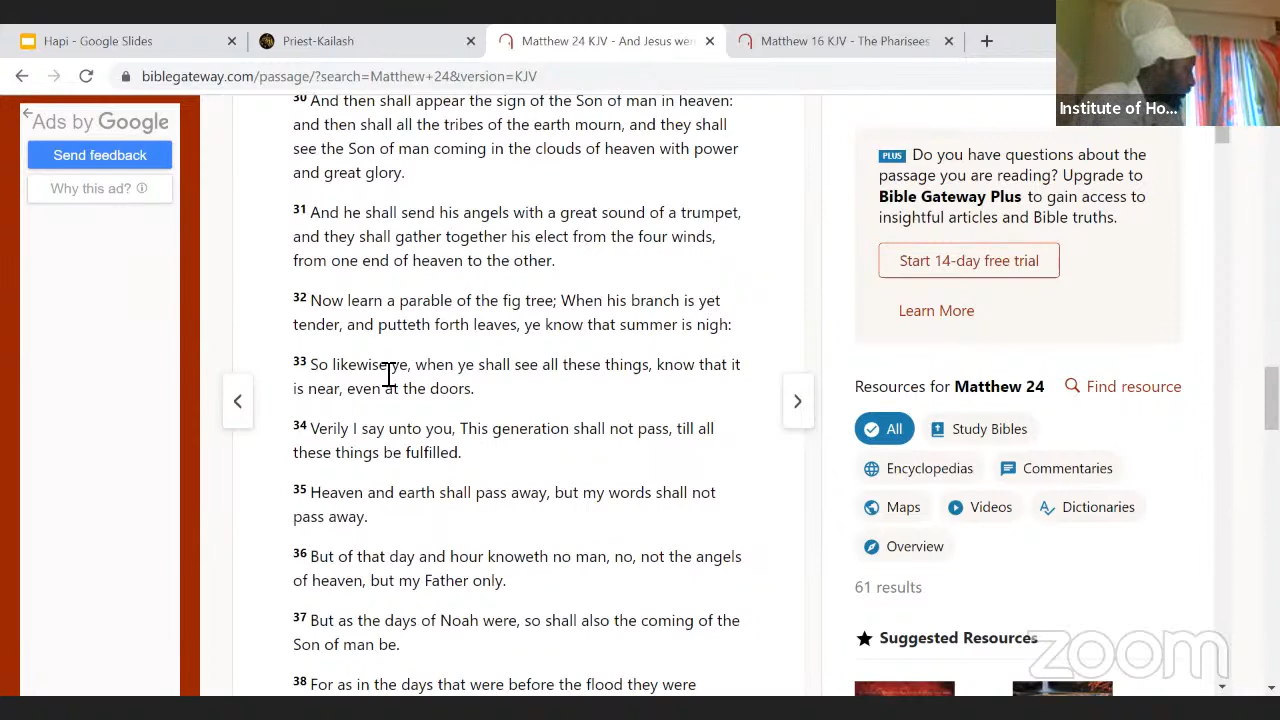 Hapi - Google Slides
Priest-Kailash
Matthew 24 KJV - And Jesus wer
Matthew 16 KJV - The Pharisees
biblegateway.com/passage/?search=Matthew+24&version=KJV
Institute of Ho...
Ads by Google
Send feedback
Why this ad?
30 And then shall appear the sign of the Son of man in heaven:
and then shall all the tribes of the earth mourn, and they shall
see the Son of man coming in the clouds of heaven with power
and great glory.
31 And he shall send his angels with a great sound of a trumpet,
and they shall gather together his elect from the four winds,
from one end of heaven to the other.
32 Now learn a parable of the fig tree; When his branch is yet
tender, and putteth forth leaves, ye know that summer is nigh:
33 So likewise ye, when ye shall see all these things, know that it
is near, even at the doors.
34 Verily I say unto you, This generation shall not pass, till all
these things be fulfilled.
35 Heaven and earth shall pass away, but my words shall not
pass away.
36 But of that day and hour knoweth no man, no, not the angels
of heaven, but my Father only.
37 But as the days of Noah were, so shall also the coming of the
Son of man be.
38 For as in the days that were before the flood they were
PLUS Do you have questions about the
passage you are reading? Upgrade to
Bible Gateway Plus to gain access to
insightful articles and Bible truths.
Start 14-day free trial
Learn More
Resources for Matthew 24
Find resource
All
Study Bibles
Encyclopedias
Commentaries
Maps
Videos
Dictionaries
Overview
61 results
Suggested Resources
zoom